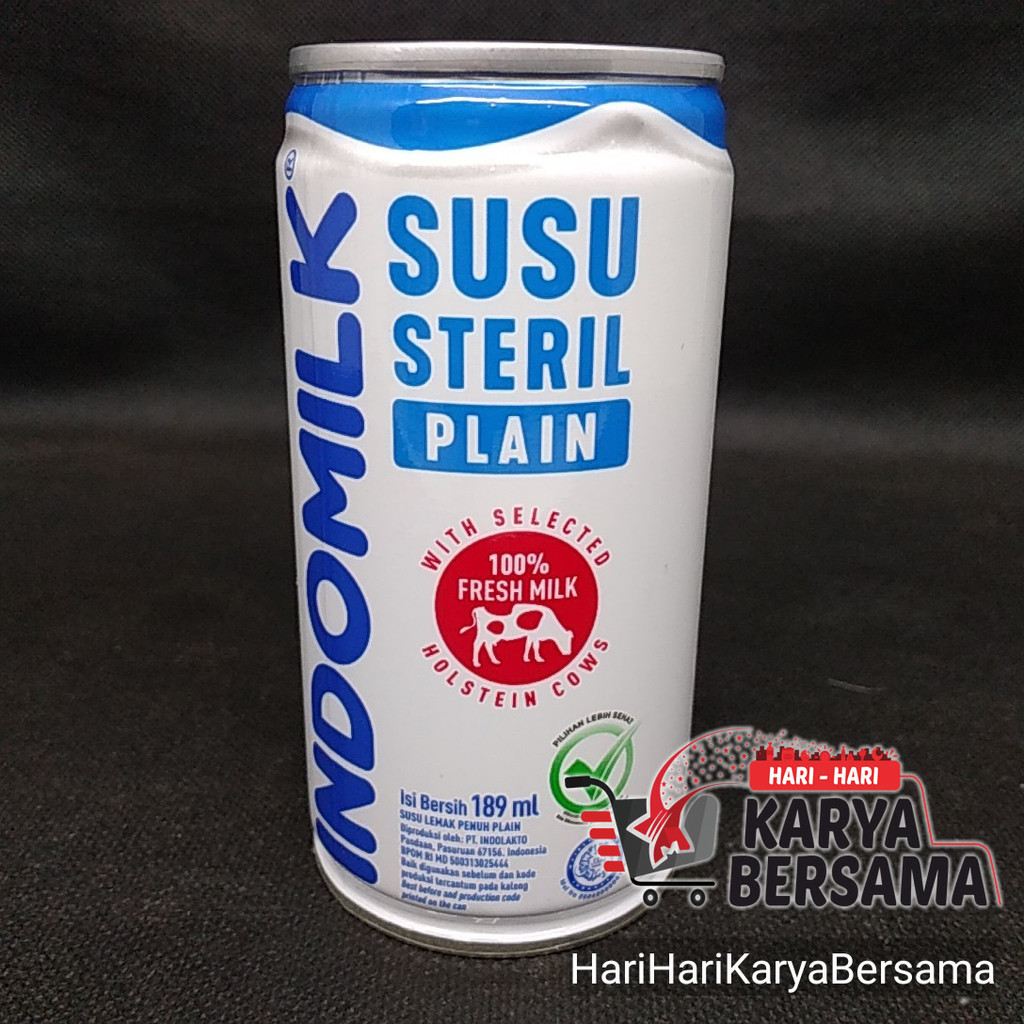 INDOMILK®
SUSU
STERIL
PLAIN
WITH SELECTED
100%
FRESH MILK
HOLSTEIN COWS
PILIHAN LEBIH SEHAT
Isi Bersih 189 ml
SUSU LEMAK PENUH PLAIN
Diproduksi oleh: PT. INDOLAKTO
Pandaan, Pasuruan 67156. Indonesia
BPOM RI MD 500313025464
Baik digunakan sebelum dan kode
produksi tercantum pada kaleng
Best before and production code
printed on the can
HARI - HARI
KARYA
BERSAMA
HariHariKaryaBersama